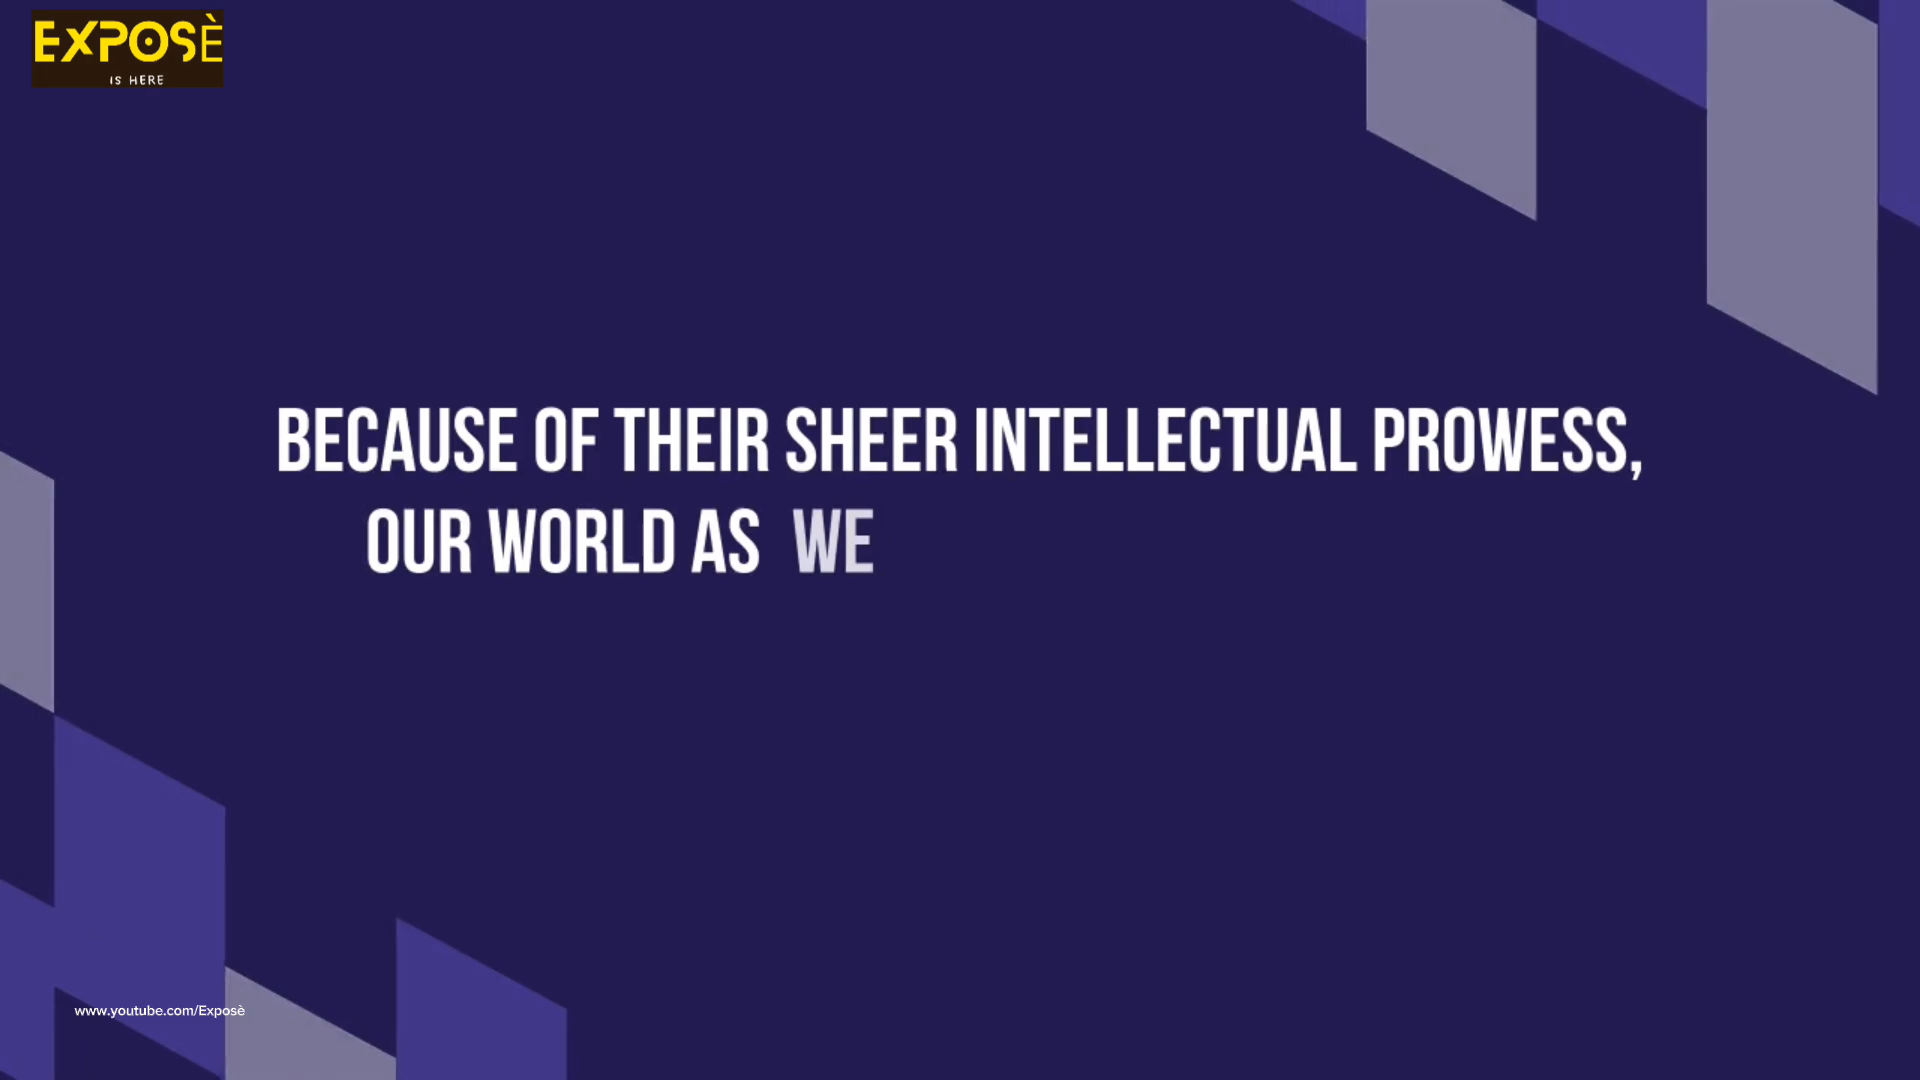 EXPOSÈ
IS HERE
BECAUSE OF THEIR SHEER INTELLECTUAL PROWESS,
OUR WORLD AS WE
www.youtube.com/Exposè